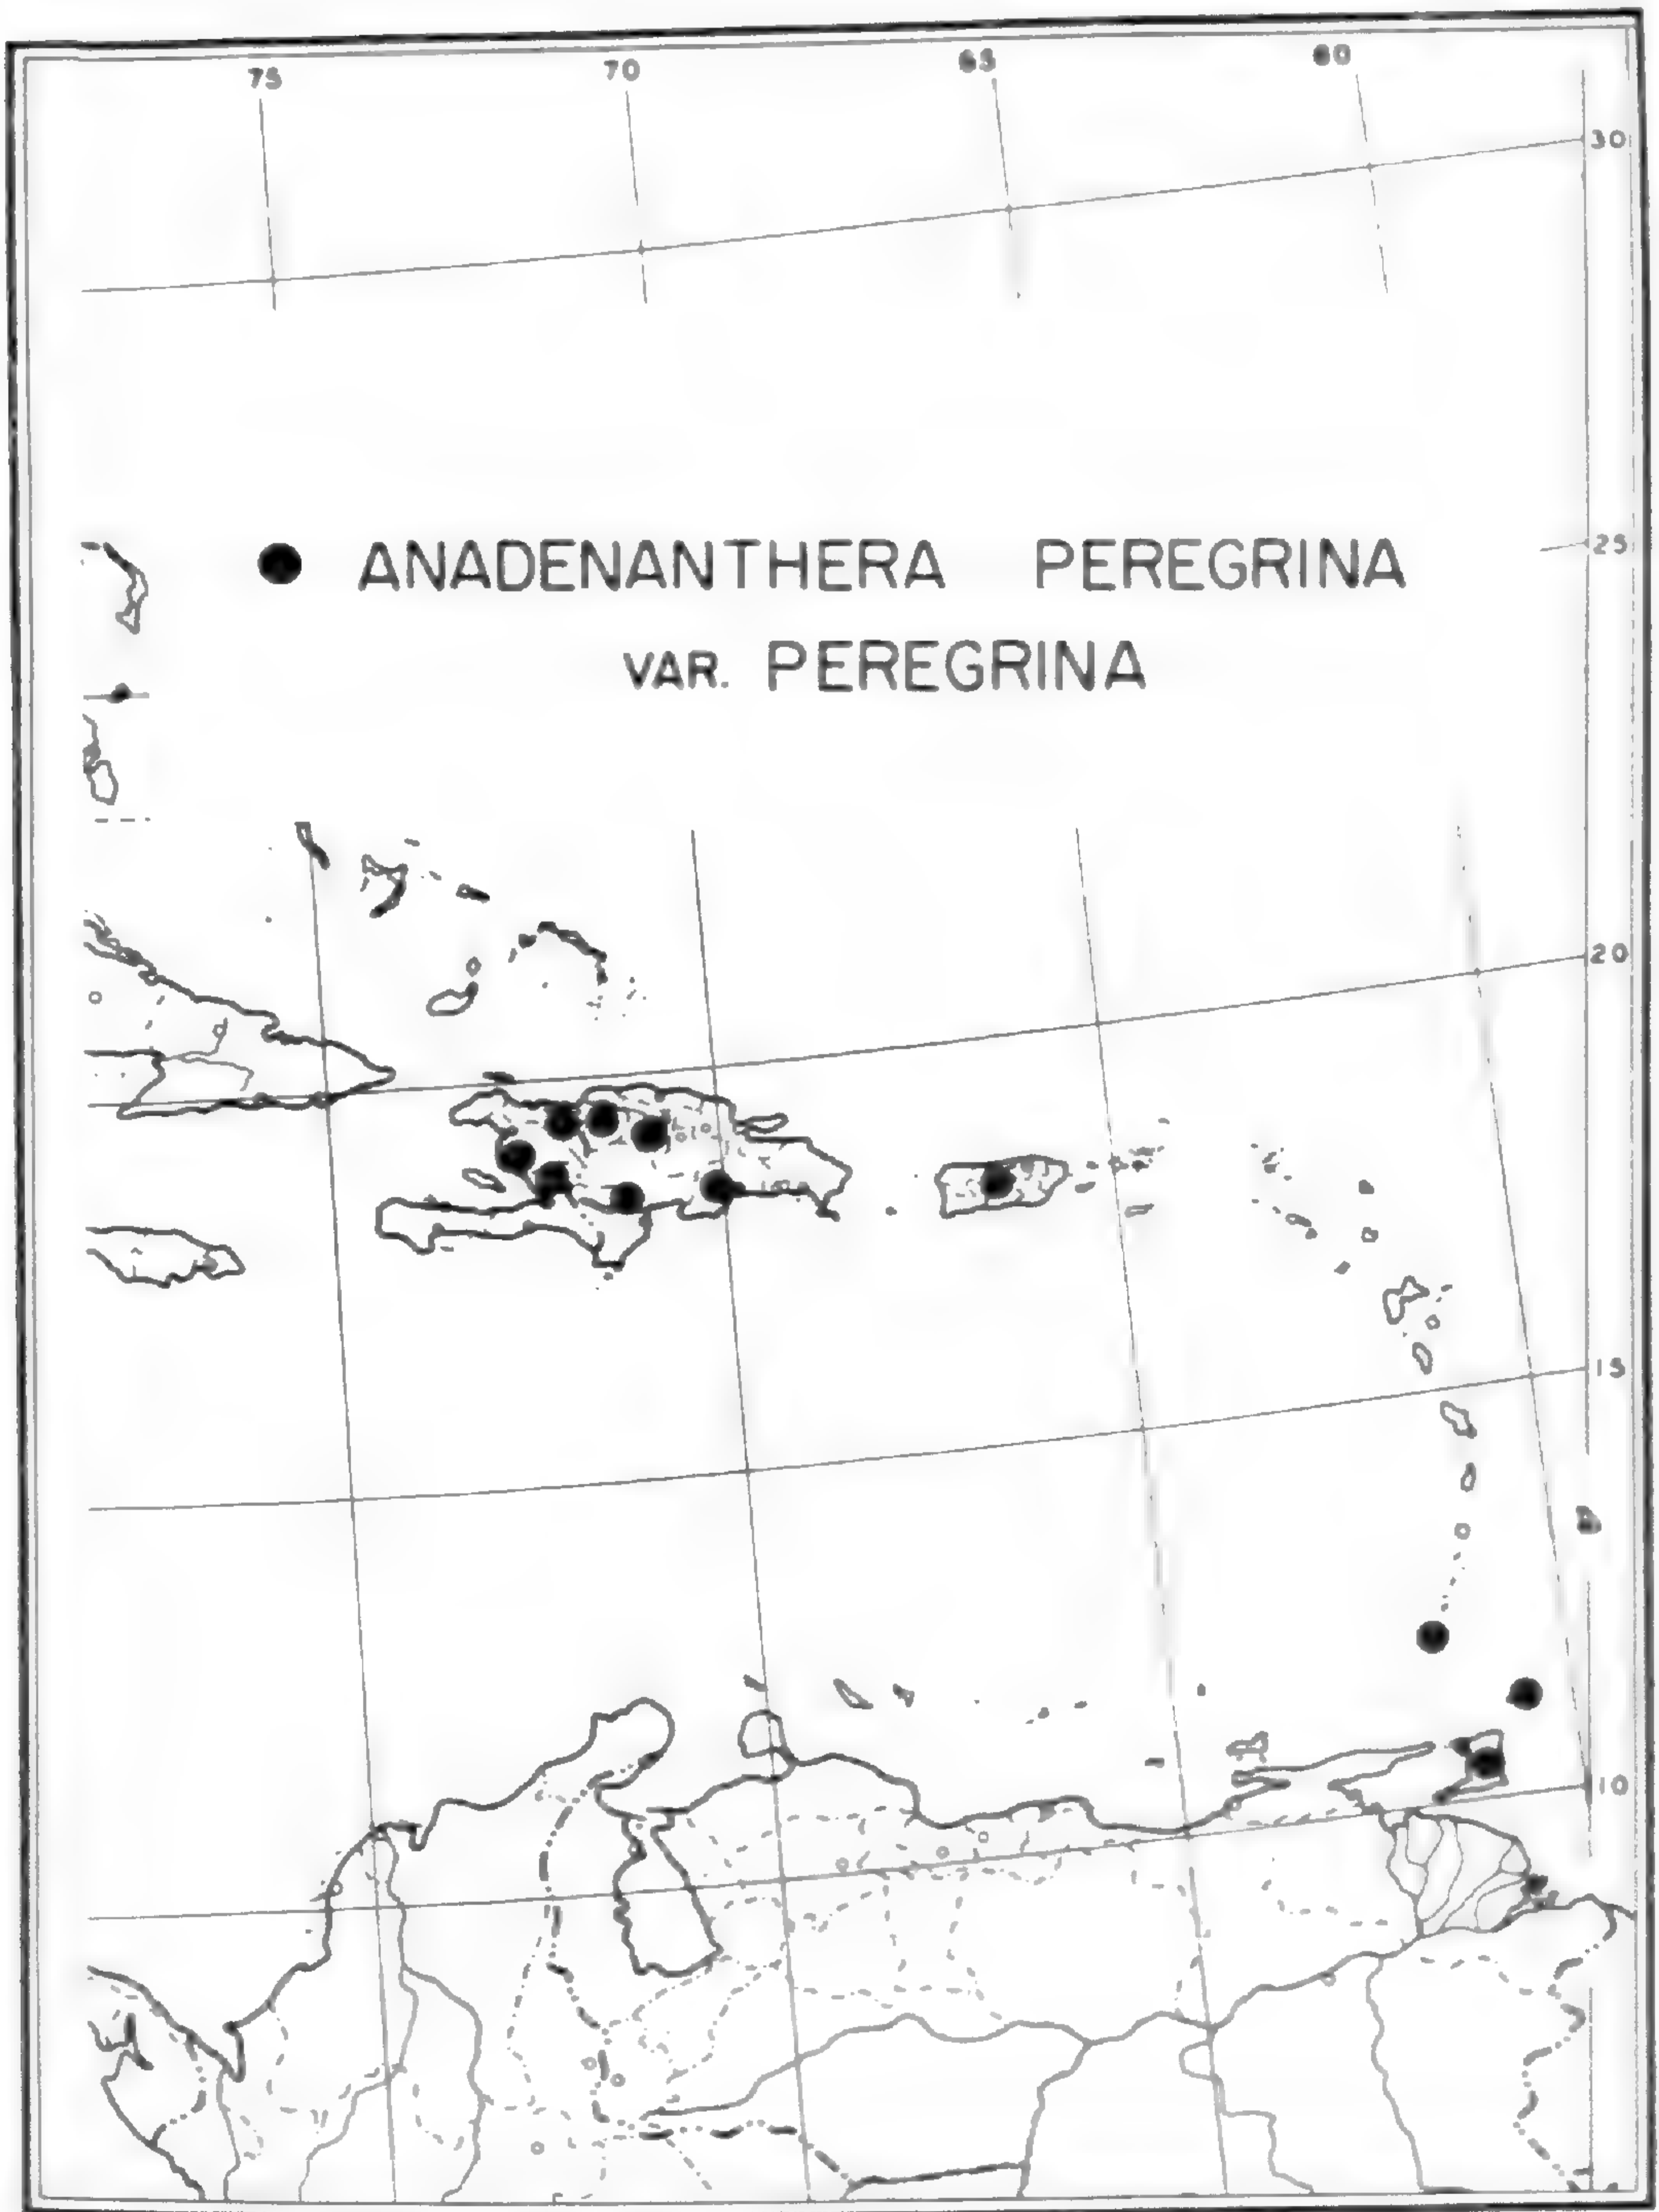 75 70 65 60
30
25
ANADENANTHERA PEREGRINA
VAR. PEREGRINA
20
15
10